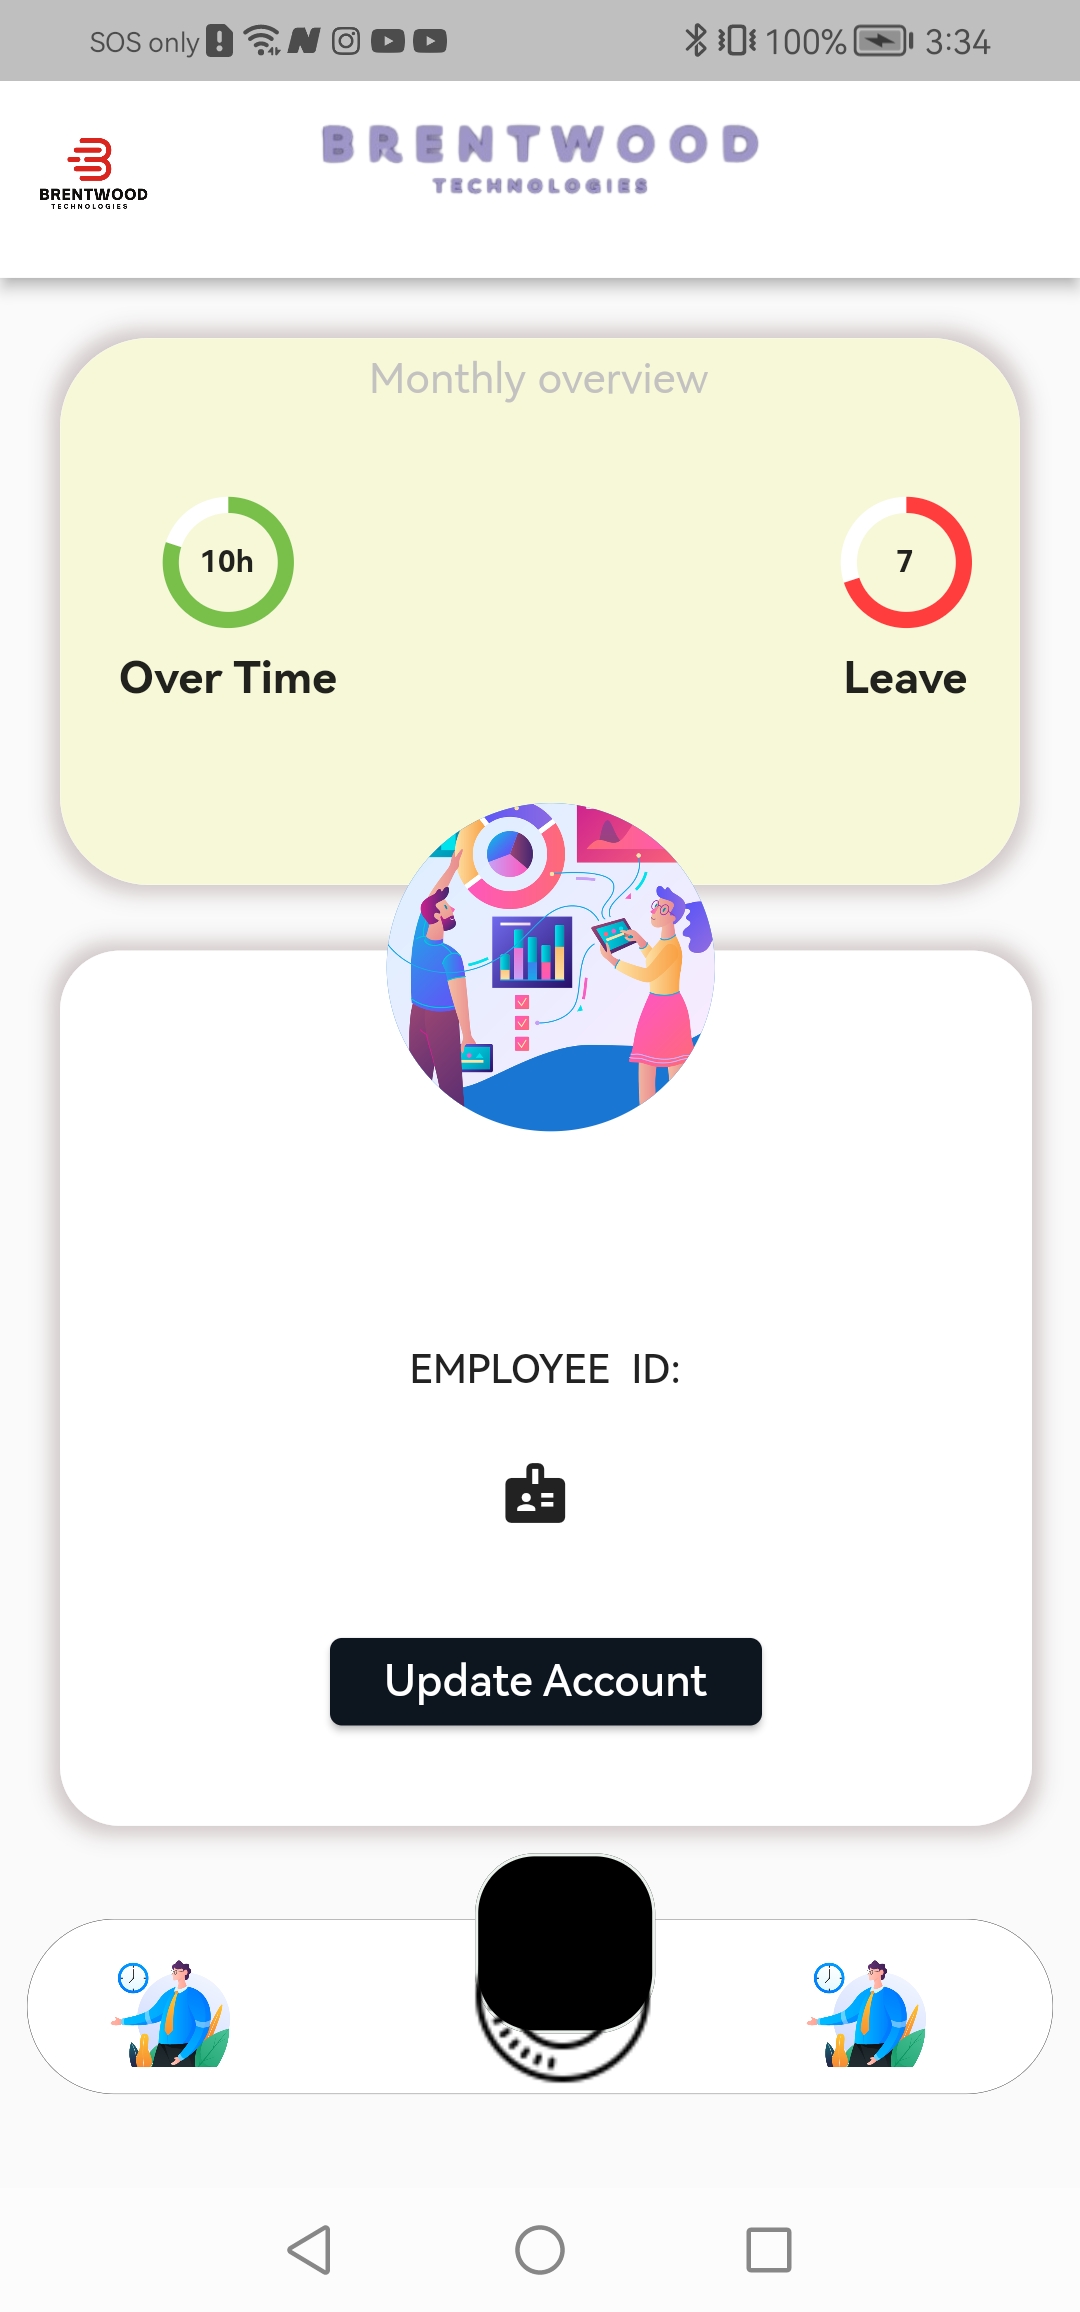 SOS only 100% 3:34
BRENTWOOD
TECHNOLOGIES
BRENTWOOD
TECHNOLOGIES
Monthly overview
10h 7
Over Time Leave
EMPLOYEE ID:
Update Account